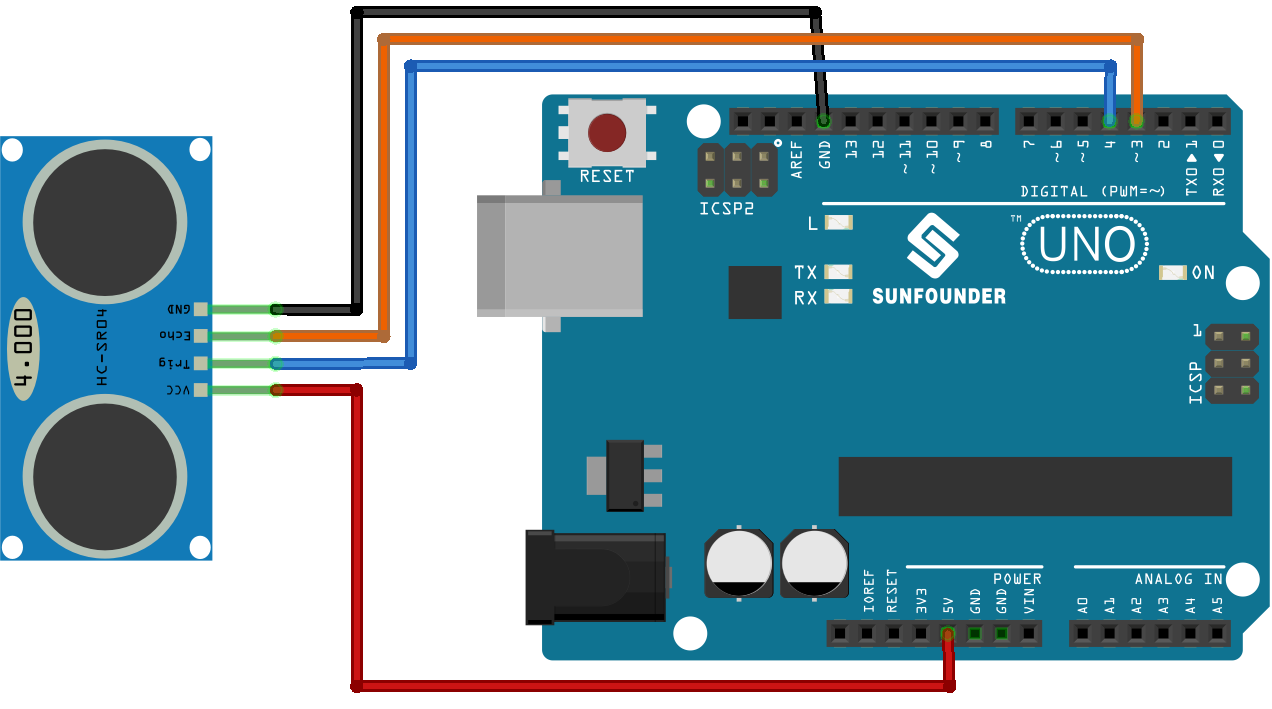 GND
Echo
Trig
VCC
HC-SR04
4.000
RESET
ICSP2
AREF
GND
13
12
~11
~10
~9
8
7
~6
~5
4
~3
2
TX0▶1
RX0◀0
DIGITAL (PWM=~)
L
TX
RX
SUNFOUNDER
TM
UNO
ON
1
ICSP
IOREF
RESET
3V3
5V
GND
GND
VIN
POWER
ANALOG IN
A0
A1
A2
A3
A4
A5